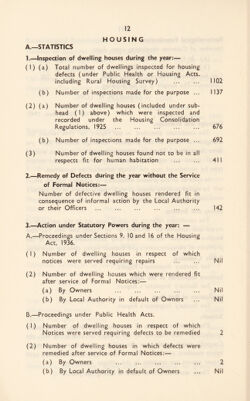 12
HOUSING
A.—STATISTICS
1.—Inspection of dwelling houses during the year:—
(1) (a) Total number of dwellings inspected for housing
defects (under Public Health or Housing Acts,
including Rural Housing Survey) ... ... 1102
(b) Number of inspections made for the purpose ... 1137
(2) (a) Number of dwelling houses (included under sub-
head (1) above) which were inspected and
recorded under the Housing Consolidation
Regulations, 1925 ... ... ... ... ... 676
(b) Number of inspections made for the purpose ... 692
(3) Number of dwelling houses found not to be in all
respects fit for human habitation ... ... 411
2.—Remedy of Defects during the year without the Service
of Formal Notices:—
Number of defective dwelling houses rendered fit in
consequence of informal action by the Local Authority
or their Officers ... ... ... ... ... ... 142
3.—Action under Statutory Powers during the year: —
A.—Proceedings under Sections 9, 10 and 16 of the Housing
Act, 1936.
(1) Number of dwelling houses in respect of which
notices were served requiring repairs ... ... Nil
(2) Number of dwelling houses which were rendered fit
after service of Formal Notices:—
(a) By Owners ... ... ... ... ... Nil
(b) By Local Authority in default of Owners ... Nil
B.—Proceedings under Public Health Acts.
(1) Number of dwelling houses in respect of which
Notices were served requiring defects to be remedied 2
(2) Number of dwelling houses in which defects were
remedied after service of Formal Notices:—
(a) By Owners ... ... ... ... ... 2
(b) By Local Authority in default of Owners ... Nil